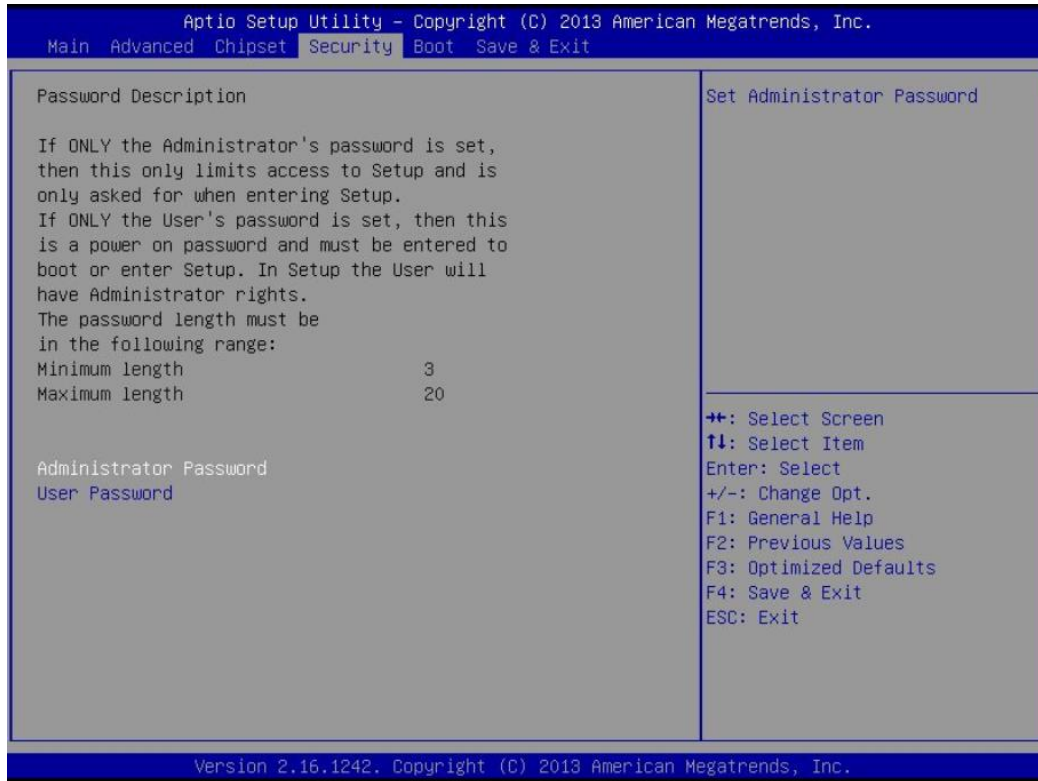 Aptio Setup Utility – Copyright (C) 2013 American Megatrends, Inc.
Main Advanced Chipset Security Boot Save & Exit
Password Description
If ONLY the Administrator's password is set,
then this only limits access to Setup and is
only asked for when entering Setup.
If ONLY the User's password is set, then this
is a power on password and must be entered to
boot or enter Setup. In Setup the User will
have Administrator rights.
The password length must be
in the following range:
Minimum length 3
Maximum length 20
Administrator Password
User Password
Set Administrator Password
→←: Select Screen
↑↓: Select Item
Enter: Select
+/-: Change Opt.
F1: General Help
F2: Previous Values
F3: Optimized Defaults
F4: Save & Exit
ESC: Exit
Version 2.16.1242. Copyright (C) 2013 American Megatrends, Inc.